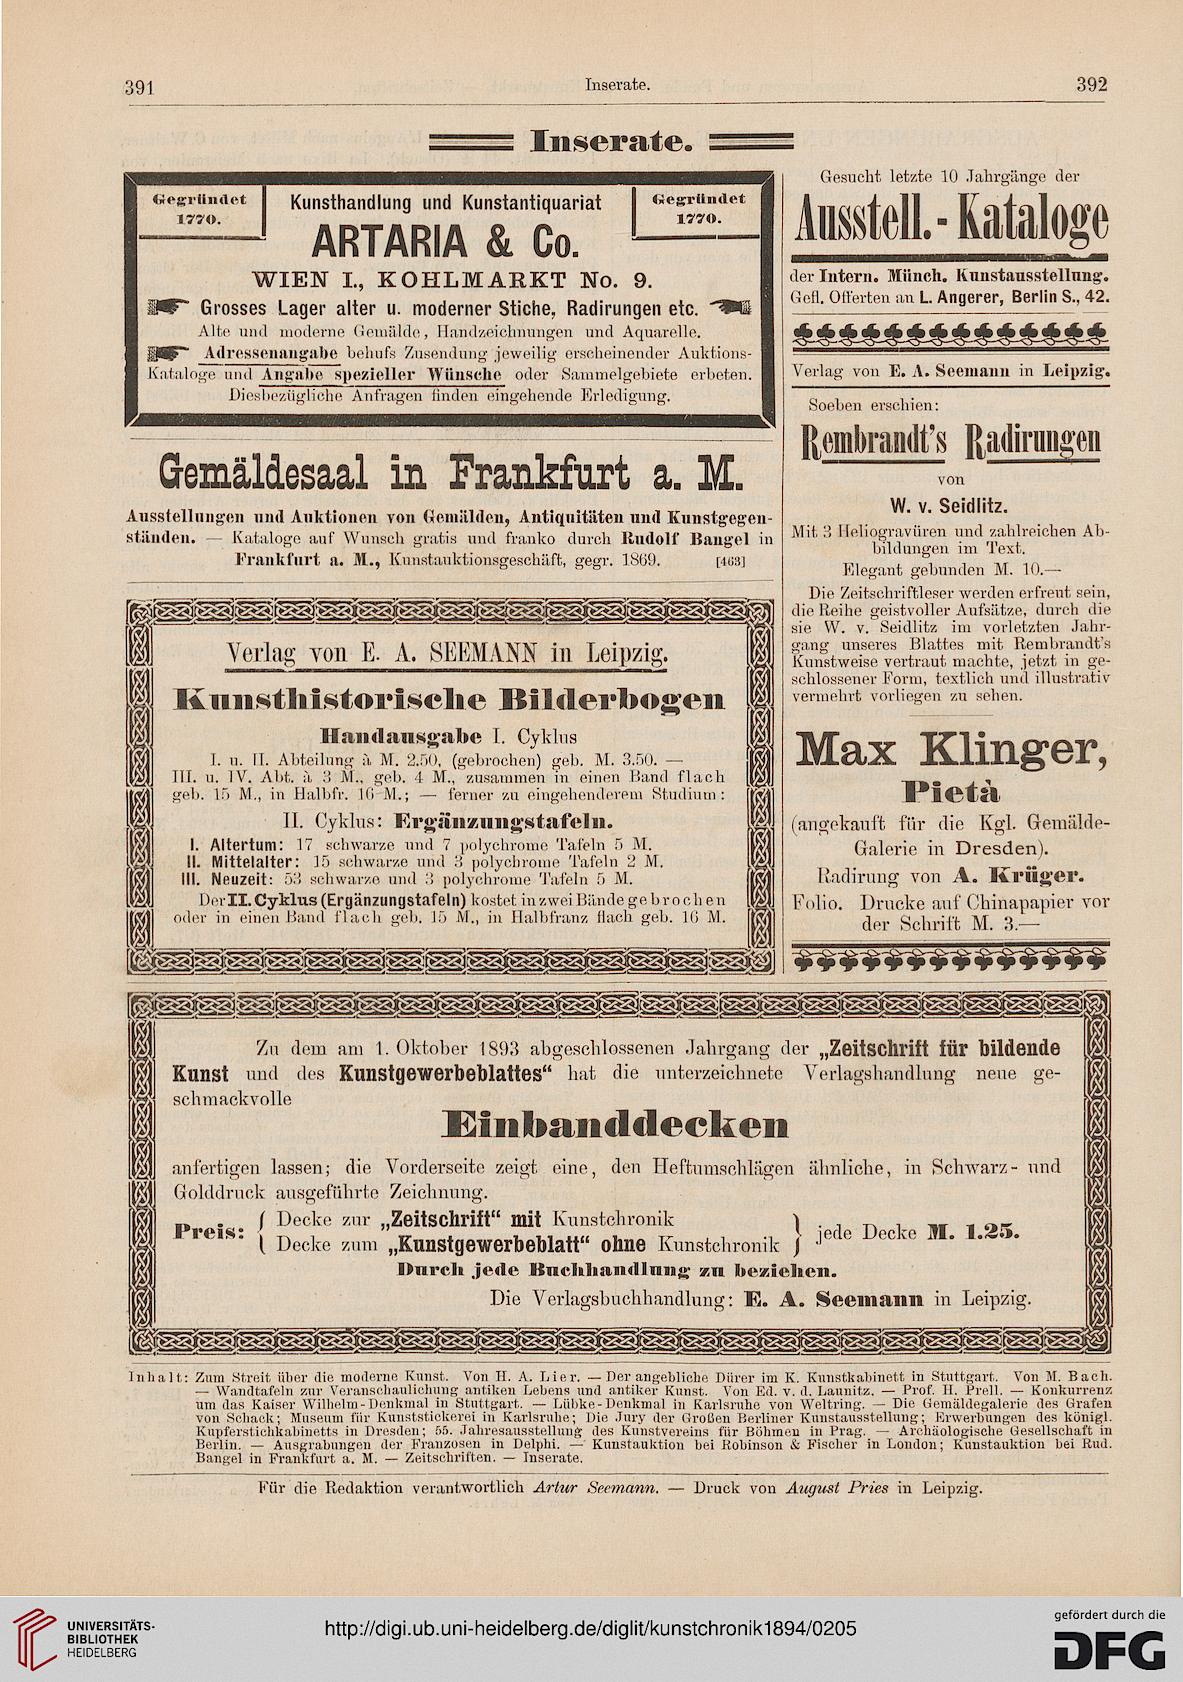 391
Inserate.
392
Inserate.
Gegründet
1770.
Kunsthandlung und Kunstantiquariat
Gegründet
1770.
ARTARIA & Co.
WIEN I., KOHLMARKT No. 9.
Grosses Lager alter u. moderner Stiche, Radirungen etc.
Alte und moderne Gemälde, Handzeichnungen und Aquarelle.
Adressenangabe behufs Zusendung jeweilig erscheinender Auktions-
Kataloge und Angabe spezieller Wünsche oder Sammelgebiete erbeten.
Diesbezügliche Anfragen finden eingehende Erledigung.
Gemäldesaal in Frankfurt a. M.
Ausstellungen und Auktionen von Gemälden, Antiquitäten und Kunstgegen-
ständen. — Kataloge auf Wunsch gratis und franko durch Rudolf Bangel in
Frankfurt a. M., Kunstauktionsgeschäft, gegr. 1869. [463]
Verlag von E. A. SEEMANN in Leipzig.
Kunsthistorische Bilderbogen
Handausgabe I. Cyklus
I. u. II. Abteilung à M. 2.50, (gebrochen) geb. M. 3.50. —
III. u. IV. Abt. à 3 M., geb. 4 M., zusammen in einen Band flach
geb. 15 M., in Halbfr. 16 M.; — ferner zu eingehenderem Studium:
II. Cyklus: Ergänzungstafeln.
I. Altertum: 17 schwarze und 7 polychrome Tafeln 5 M.
II. Mittelalter: 15 schwarze und 3 polychrome Tafeln 2 M.
III. Neuzeit: 53 schwarze und 3 polychrome Tafeln 5 M.
Der II. Cyklus (Ergänzungstafeln) kostet in zwei Bände gebrochen
oder in einen Band flach geb. 15 M., in Halbfranz flach geb. 16 M.
Gesucht letzte 10 Jahrgänge der
Ausstell.-Kataloge
der Intern. Münch. Kunstausstellung.
Gefl. Offerten an L. Angerer, Berlin S., 42.
Verlag von E. A. Seemann in Leipzig.
Soeben erschien:
Rembrandt's Radirungen
von
W. v. Seidlitz.
Mit 3 Heliogravüren und zahlreichen Ab-
bildungen im Text.
Elegant gebunden M. 10.—
Die Zeitschriftleser werden erfreut sein,
die Reihe geistvoller Aufsätze, durch die
sie W. v. Seidlitz im vorletzten Jahr-
gang unseres Blattes mit Rembrandt's
Kunstweise vertraut machte, jetzt in ge-
schlossener Form, textlich und illustrativ
vermehrt vorliegen zu sehen.
Max Klinger,
Pietà
(angekauft für die Kgl. Gemälde-
Galerie in Dresden).
Radirung von A. Krüger.
Folio. Drucke auf Chinapapier vor
der Schrift M. 3.—
Zu dem am 1. Oktober 1893 abgeschlossenen Jahrgang der „Zeitschrift für bildende
Kunst und des Kunstgewerbeblattes“ hat die unterzeichnete Verlagshandlung neue ge-
schmackvolle
Einbanddecken
anfertigen lassen; die Vorderseite zeigt eine, den Heftumschlägen ähnliche, in Schwarz- und
Golddruck ausgeführte Zeichnung.
Preis: { Decke zur „Zeitschrift“ mit Kunstchronik
Decke zum „Kunstgewerbeblatt“ ohne Kunstchronik } jede Decke M. 1.25.
Durch jede Buchhandlung zu beziehen.
Die Verlagsbuchhandlung: E. A. Seemann in Leipzig.
Inhalt: Zum Streit über die moderne Kunst. Von H. A. Lier. — Der angebliche Dürer im K. Kunstkabinett in Stuttgart. Von M. Bach.
— Wandtafeln zur Veranschaulichung antiken Lebens und antiker Kunst. Von Ed. v. d. Launitz. — Prof. H. Prell. — Konkurrenz
um das Kaiser Wilhelm-Denkmal in Stuttgart. — Lübke-Denkmal in Karlsruhe von Weltring. — Die Gemäldegalerie des Grafen
von Schack; Museum für Kunststickerei in Karlsruhe; Die Jury der Großen Berliner Kunstausstellung; Erwerbungen des königl.
Kupferstichkabinetts in Dresden; 55. Jahresausstellung des Kunstvereins für Böhmen in Prag. — Archäologische Gesellschaft in
Berlin. — Ausgrabungen der Franzosen in Delphi. — Kunstauktion bei Robinson & Fischer in London; Kunstauktion bei Rud.
Bangel in Frankfurt a. M. — Zeitschriften. — Inserate.
Für die Redaktion verantwortlich Artur Seemann. — Druck von August Pries in Leipzig.
UNIVERSITÄTS-
BIBLIOTHEK
HEIDELBERG
http://digi.ub.uni-heidelberg.de/diglit/kunstchronik1894/0205
gefördert durch die
DFG